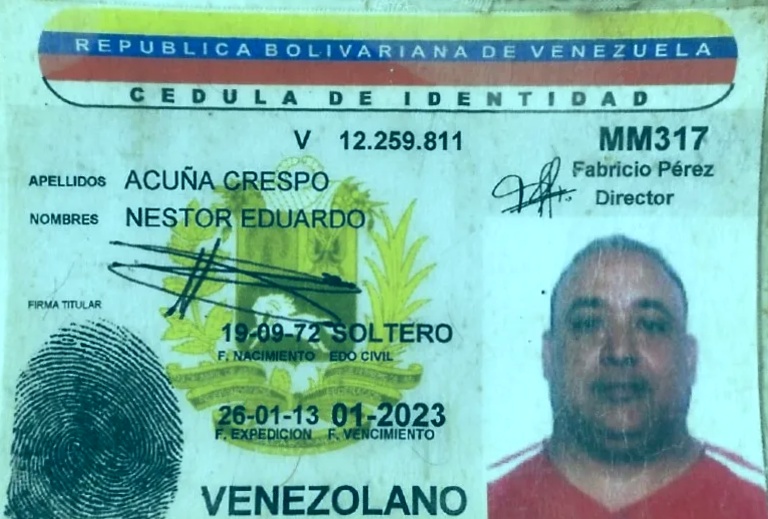 REPUBLICA BOLIVARIANA DE VENEZUELA
CEDULA DE IDENTIDAD
V 12.259.811
MM317
Fabricio Pérez
Director
APELLIDOS ACUÑA CRESPO
NOMBRES NESTOR EDUARDO
FIRMA TITULAR
19-09-72 SOLTERO
F. NACIMIENTO EDO CIVIL
26-01-13 01-2023
F. EXPEDICION F. VENCIMIENTO
VENEZOLANO